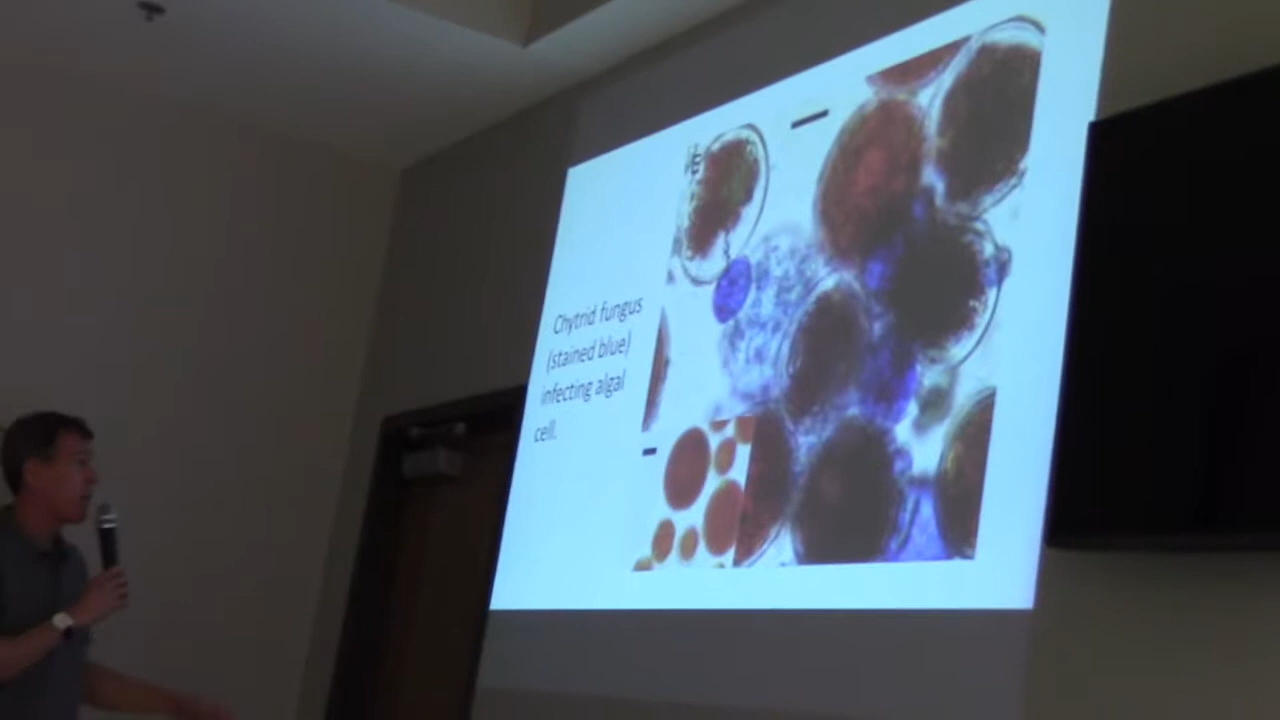 Chytrid fungus
(stained blue)
infecting algal
cell.